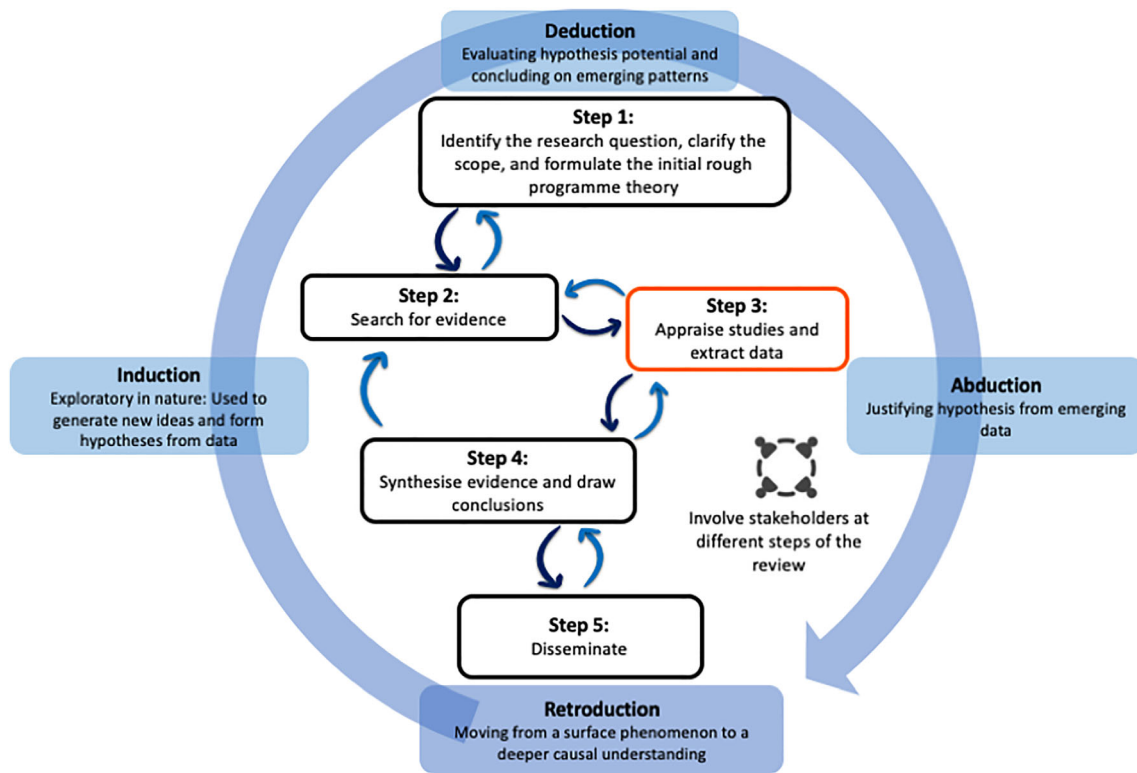 Deduction
Evaluating hypothesis potential and
concluding on emerging patterns
Step 1:
Identify the research question, clarify the
scope, and formulate the initial rough
programme theory
Step 2:
Search for evidence
Step 3:
Appraise studies and
extract data
Induction
Exploratory in nature: Used to
generate new ideas and form
hypotheses from data
Abduction
Justifying hypothesis from emerging
data
Step 4:
Synthesise evidence and draw
conclusions
Involve stakeholders at
different steps of the
review
Step 5:
Disseminate
Retroduction
Moving from a surface phenomenon to a
deeper causal understanding